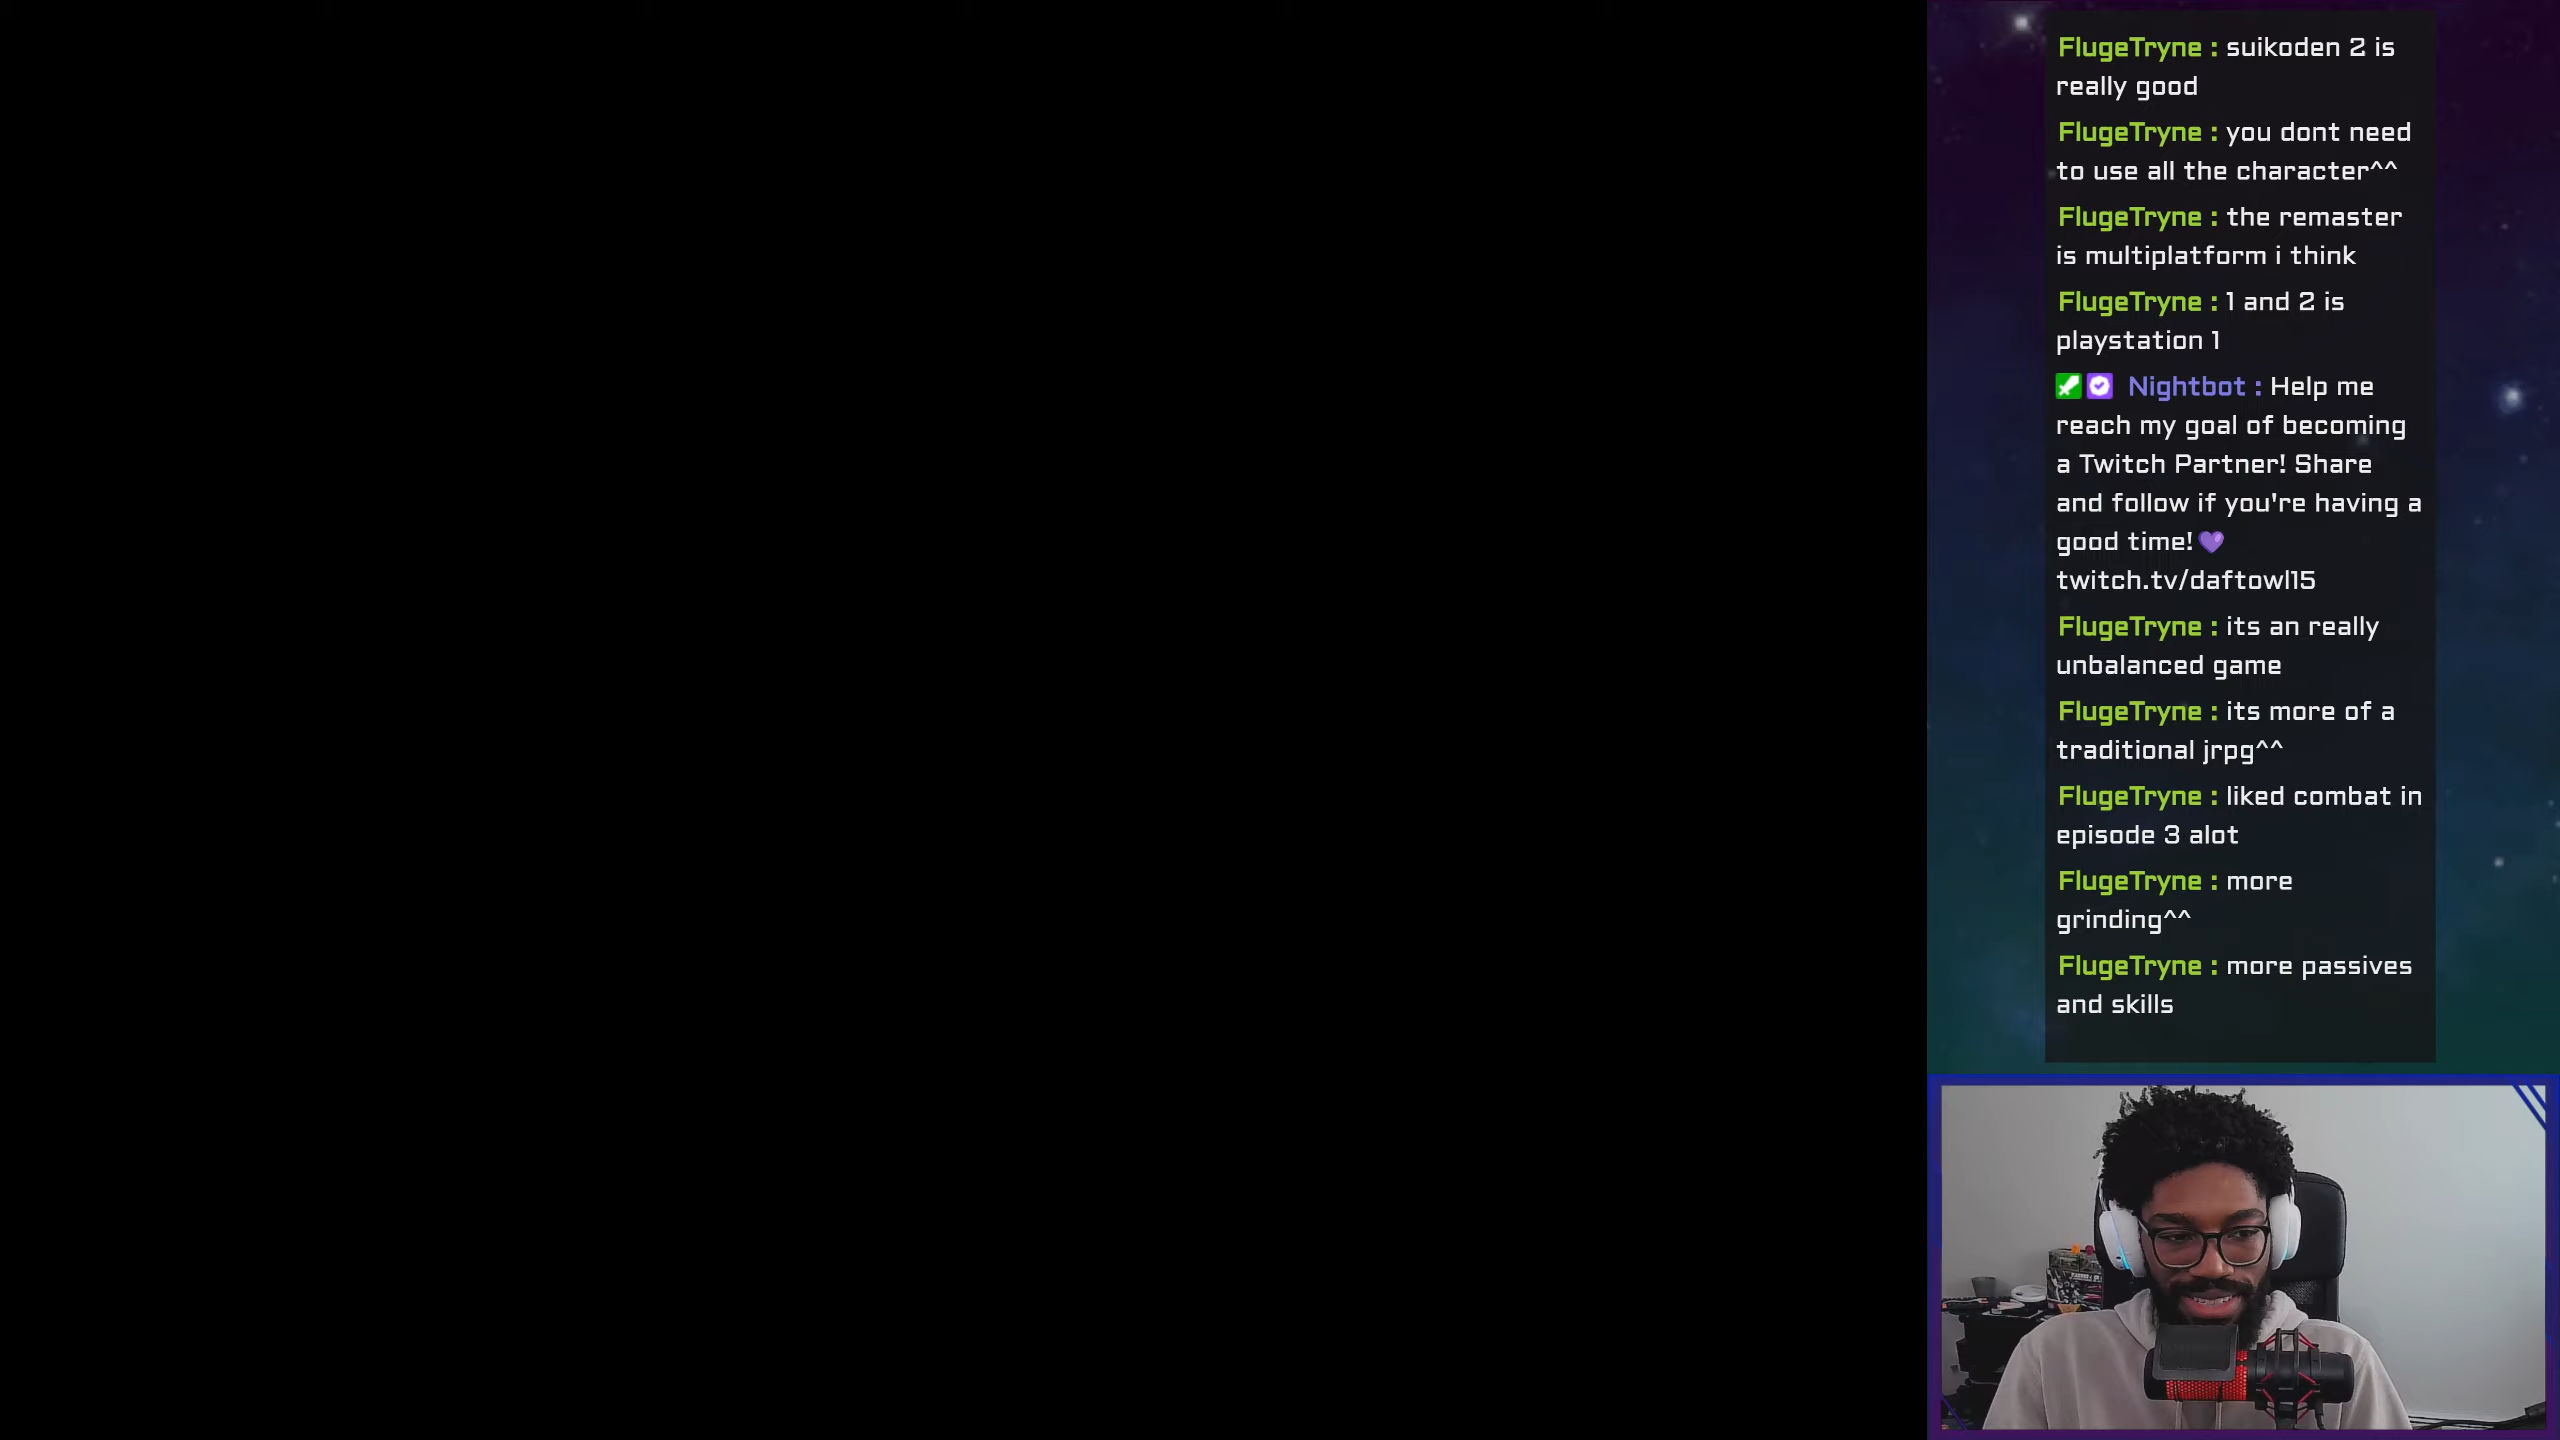 FlugeTryne : suikoden 2 is
really good
FlugeTryne : you dont need
to use all the character^^
FlugeTryne : the remaster
is multiplatform i think
FlugeTryne : 1 and 2 is
playstation 1
Nightbot : Help me
reach my goal of becoming
a Twitch Partner! Share
and follow if you're having a
good time!💜
twitch.tv/daftowl15
FlugeTryne : its an really
unbalanced game
FlugeTryne : its more of a
traditional jrpg^^
FlugeTryne : liked combat in
episode 3 alot
FlugeTryne : more
grinding^^
FlugeTryne : more passives
and skills